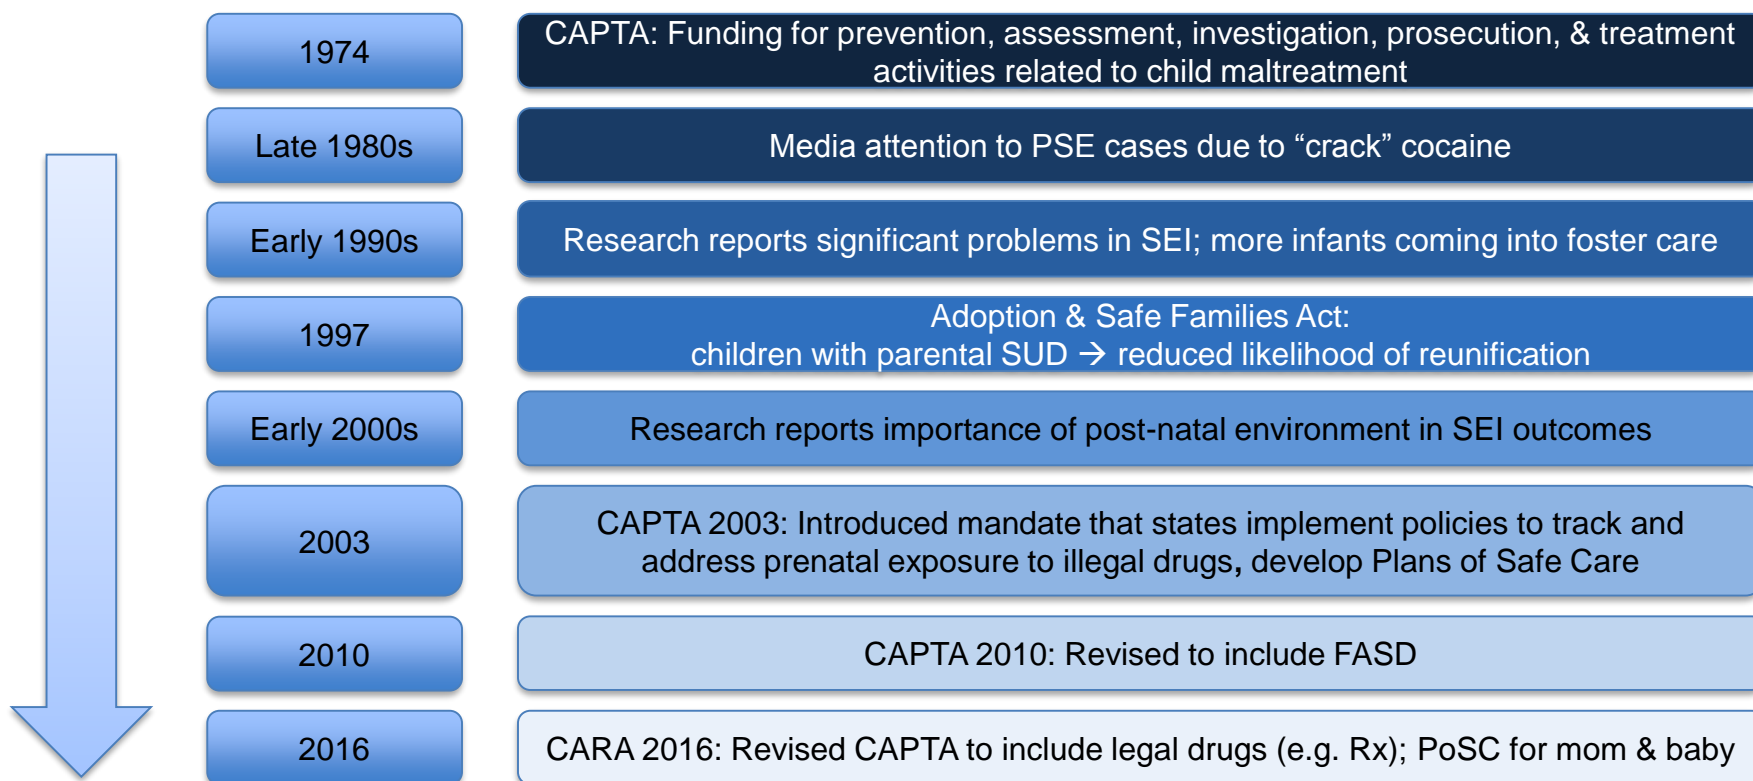 1974
CAPTA: Funding for prevention, assessment, investigation, prosecution, & treatment
activities related to child maltreatment
Late 1980s
Media attention to PSE cases due to “crack” cocaine
Early 1990s
Research reports significant problems in SEI; more infants coming into foster care
1997
Adoption & Safe Families Act:
children with parental SUD → reduced likelihood of reunification
Early 2000s
Research reports importance of post-natal environment in SEI outcomes
2003
CAPTA 2003: Introduced mandate that states implement policies to track and
address prenatal exposure to illegal drugs, develop Plans of Safe Care
2010
CAPTA 2010: Revised to include FASD
2016
CARA 2016: Revised CAPTA to include legal drugs (e.g. Rx); PoSC for mom & baby